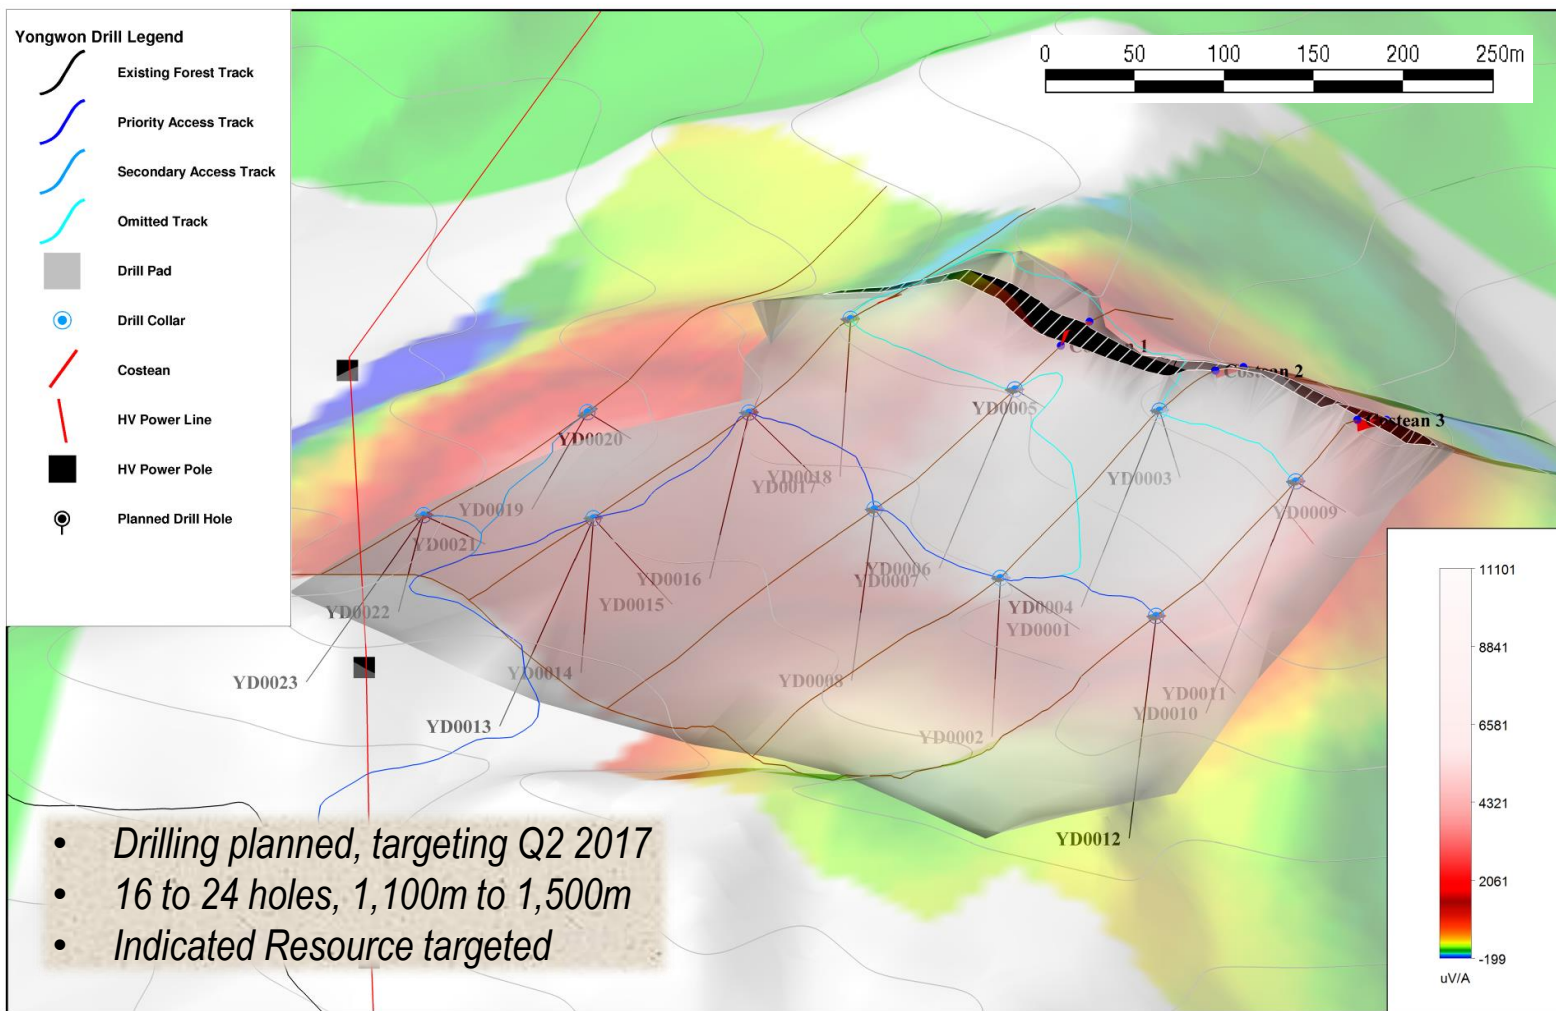 Yongwon Drill Legend
Existing Forest Track
Priority Access Track
Secondary Access Track
Omitted Track
Drill Pad
Drill Collar
Costean
HV Power Line
HV Power Pole
Planned Drill Hole
0 50 100 150 200 250m
Costean 1
Costean 2
Costean 3
YD0005
YD0020
YD0018
YD0017
YD0003
YD0009
YD0019
YD0021
YD0006
YD0007
YD0016
YD0015
YD0004
YD0001
YD0022
YD0014
YD0023
YD0008
YD0011
YD0010
YD0013
YD0002
YD0012
11101
8841
6581
4321
2061
-199
uV/A
• Drilling planned, targeting Q2 2017
• 16 to 24 holes, 1,100m to 1,500m
• Indicated Resource targeted